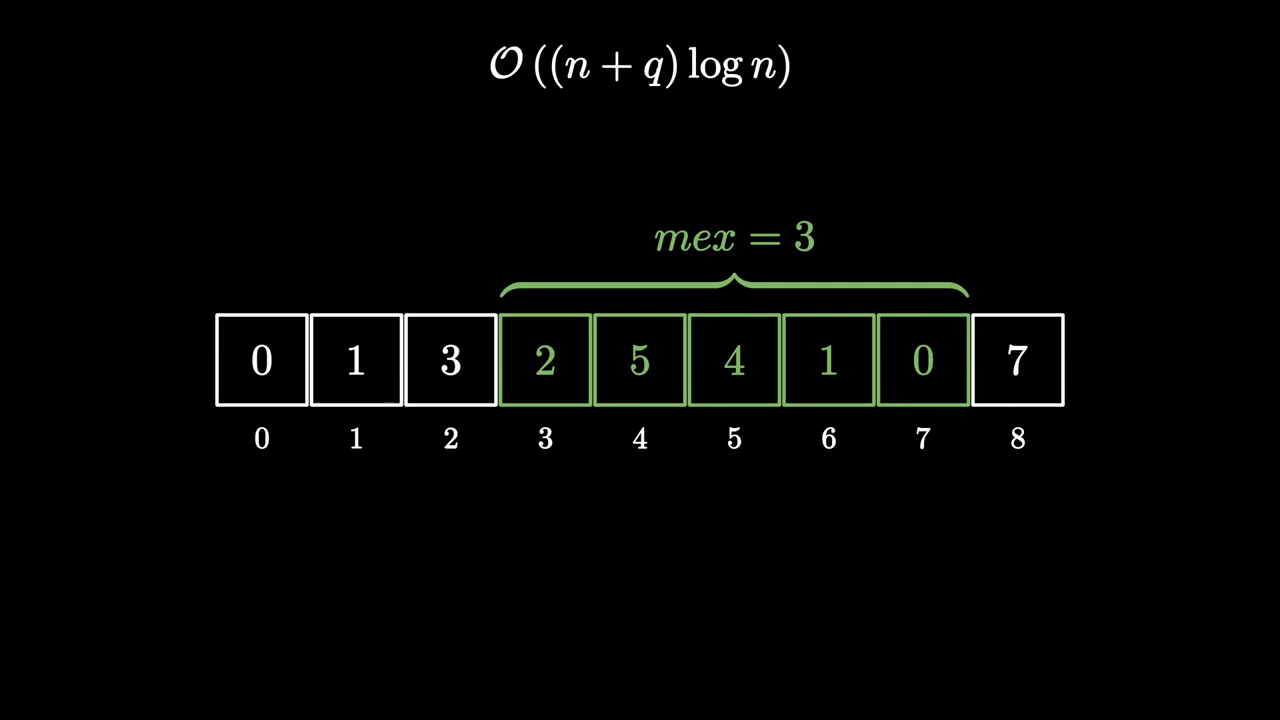 𝒪((n + q) log n)
mex = 3
0 1 3 2 5 4 1 0 7
0 1 2 3 4 5 6 7 8